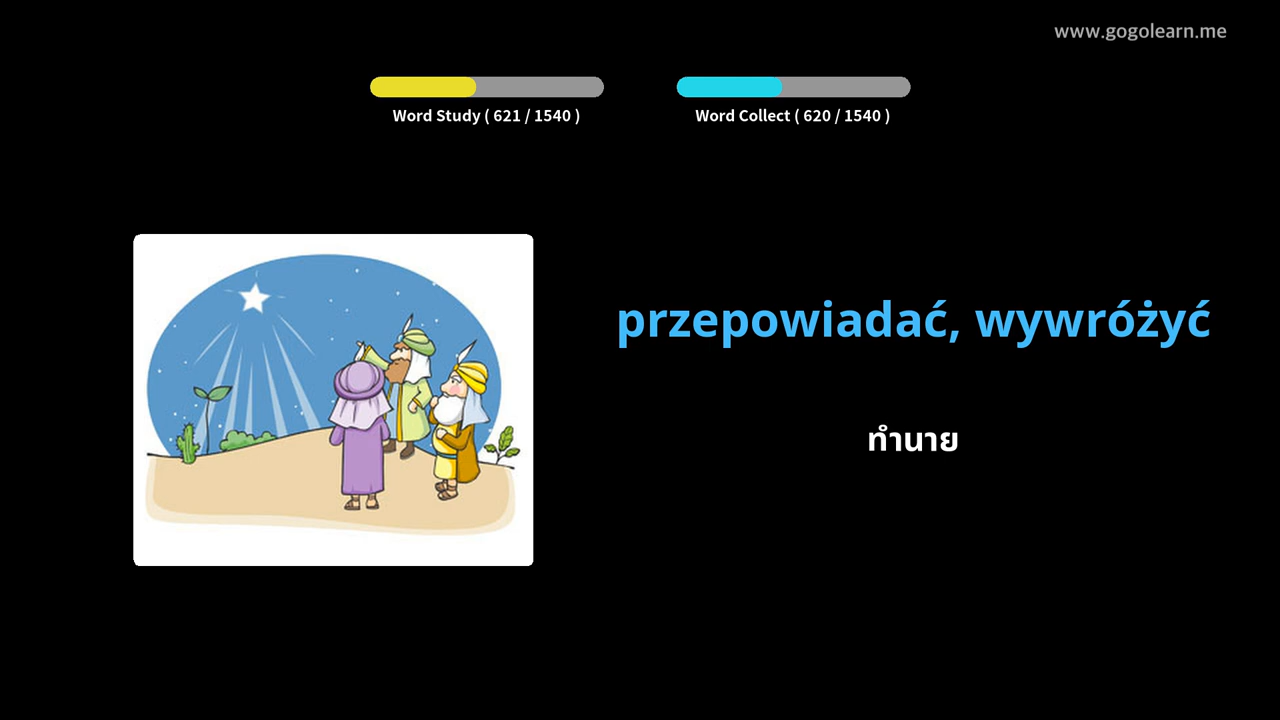 www.gogolearn.me
Word Study ( 621 / 1540 )
Word Collect ( 620 / 1540 )
przepowiadać, wywróżyć
ทำนาย